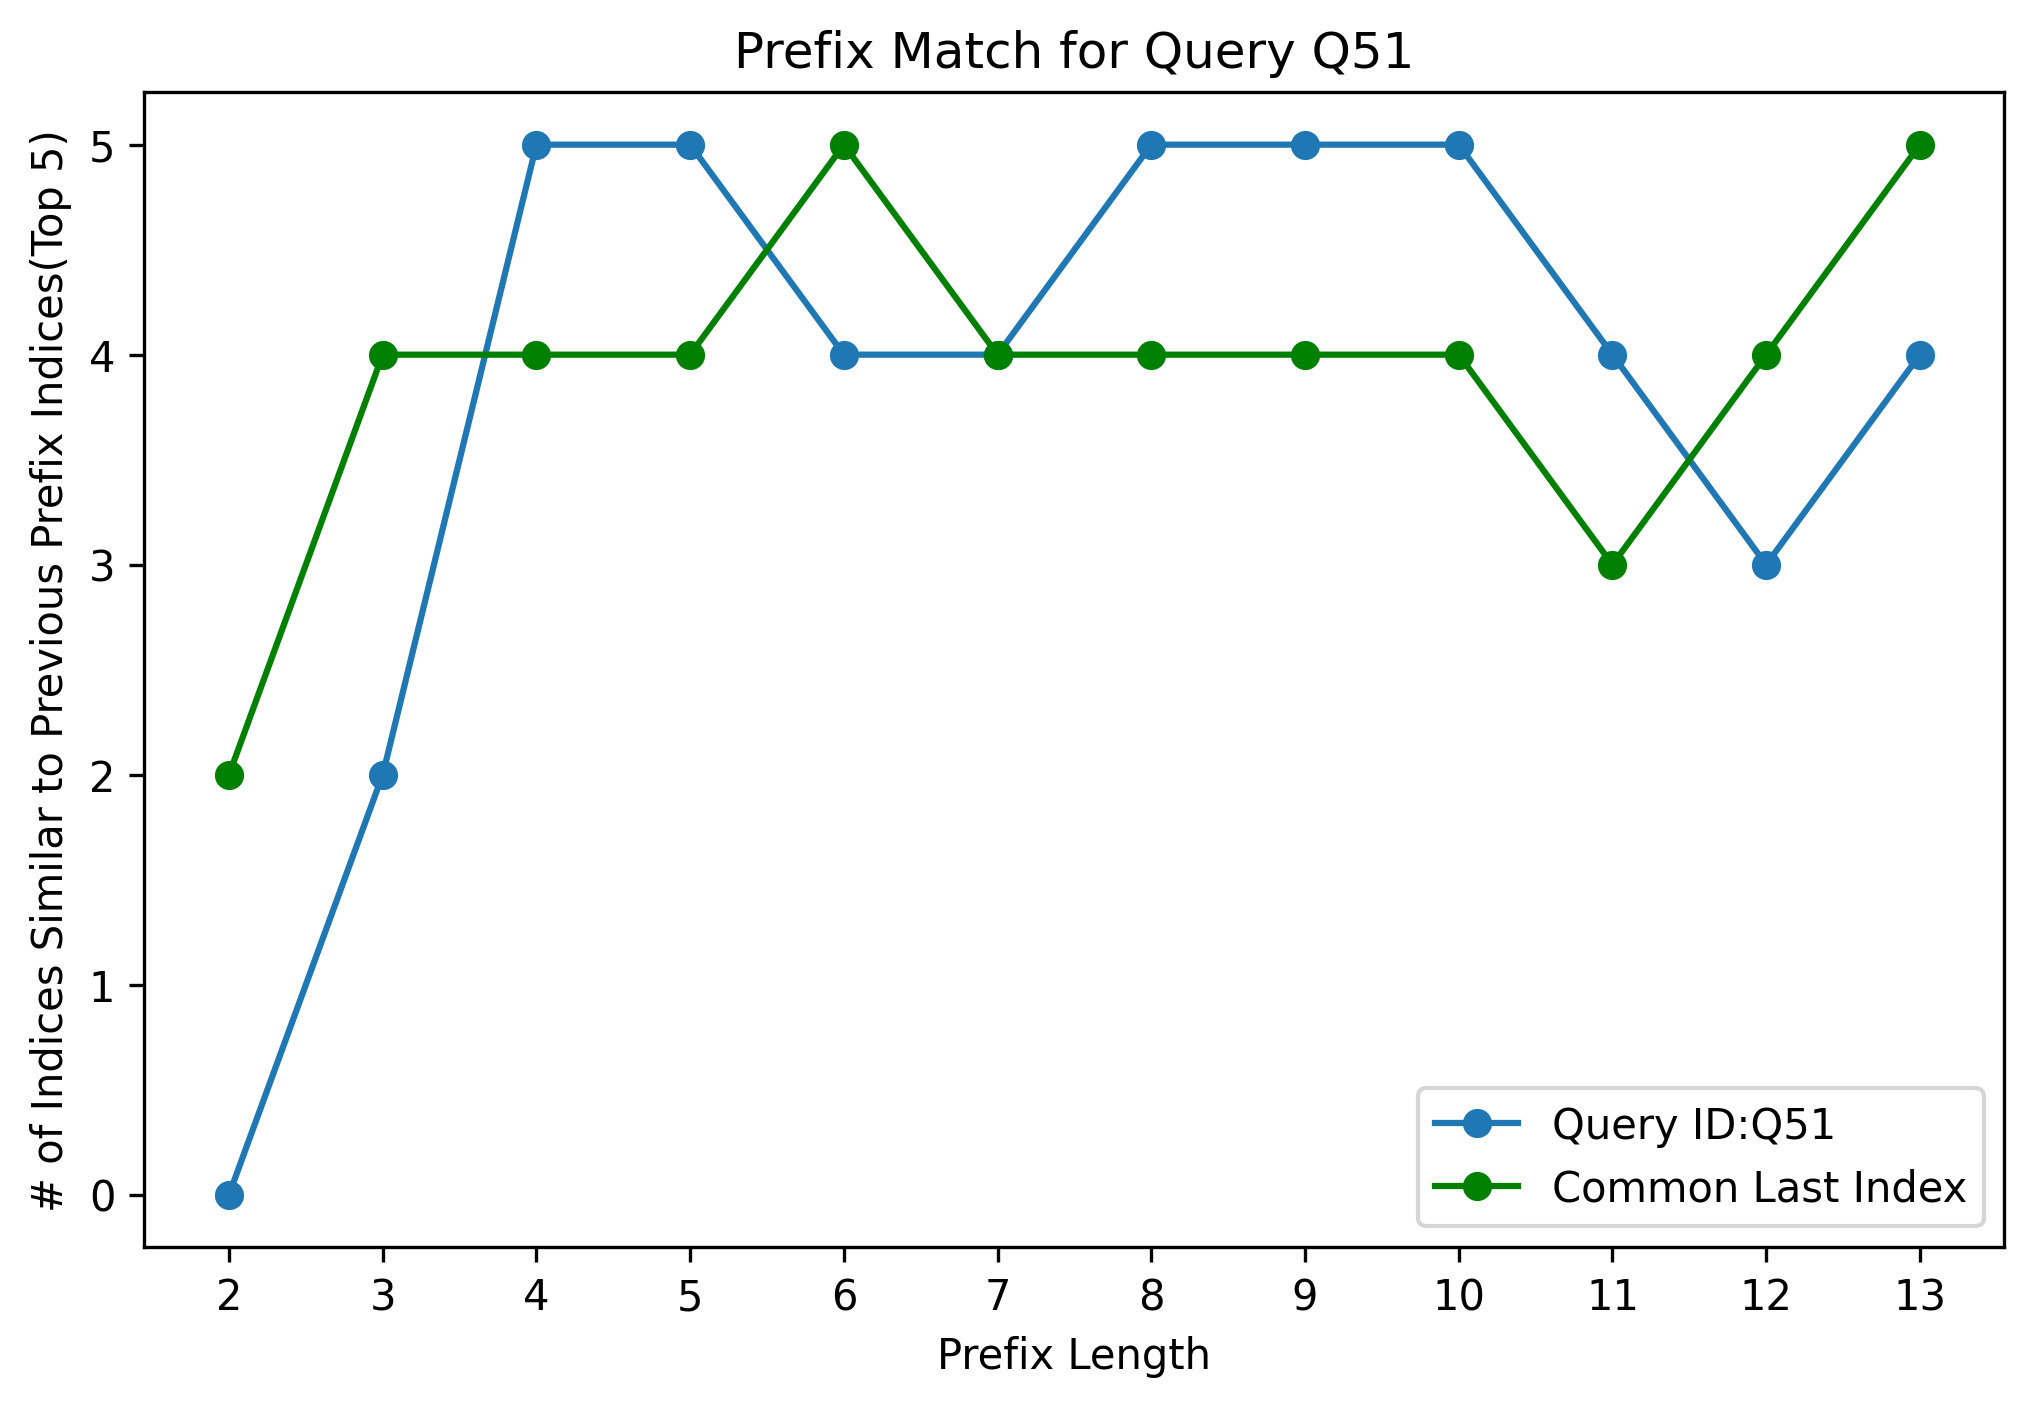 Prefix Match for Query Q51
# of Indices Similar to Previous Prefix Indices(Top 5)
5
4
3
2
1
0
Query ID:Q51
Common Last Index
2 3 4 5 6 7 8 9 10 11 12 13
Prefix Length